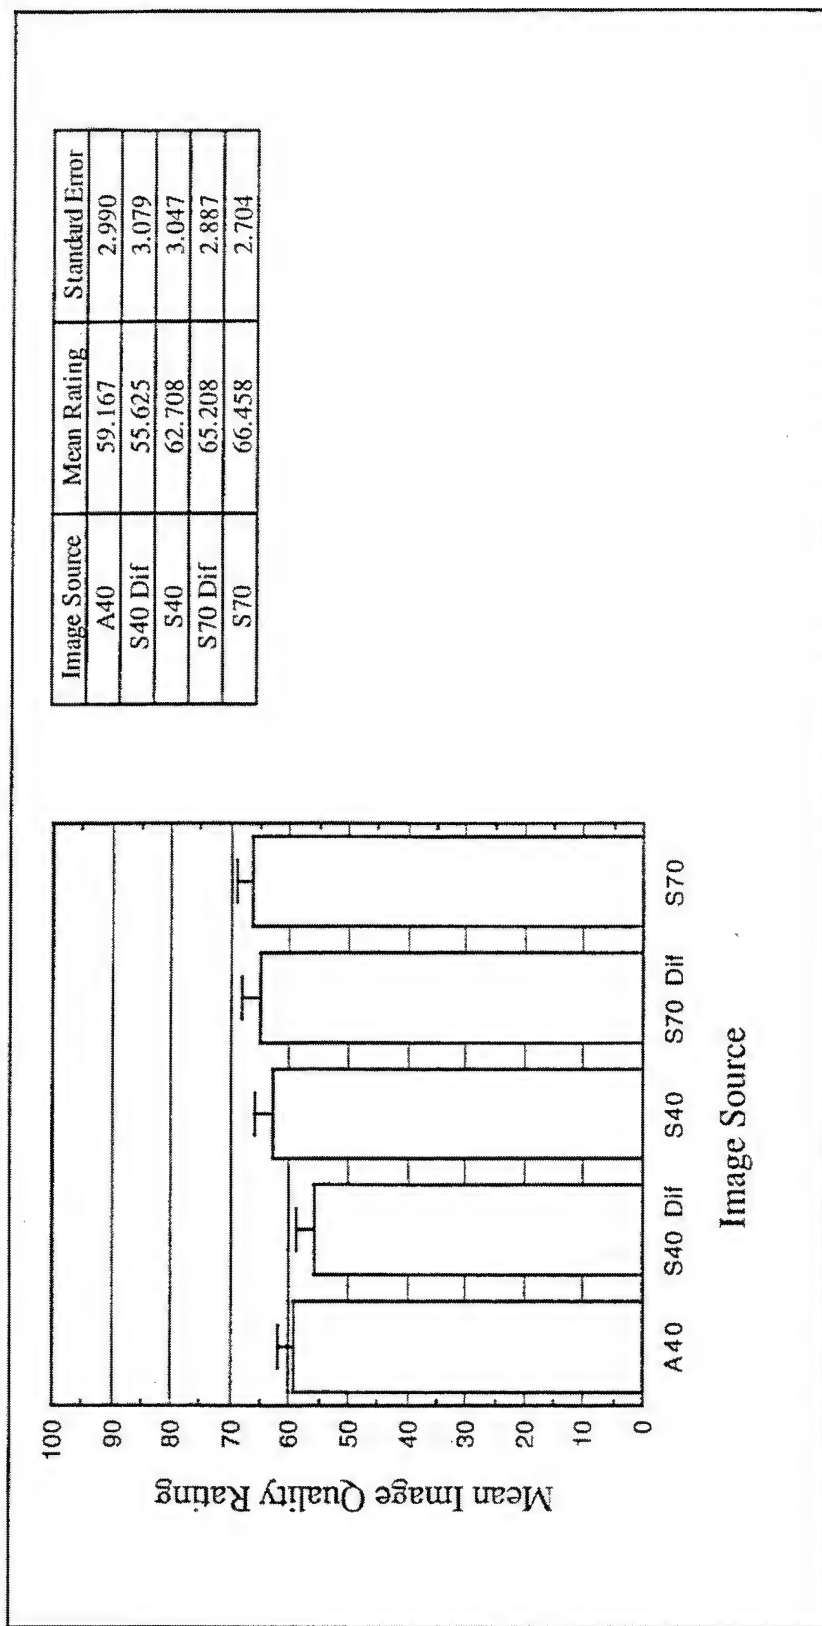 Image Source Mean Rating Standard Error
A40 59.167 2.990
S40 Dif 55.625 3.079
S40 62.708 3.047
S70 Dif 65.208 2.887
S70 66.458 2.704
Mean Image Quality Rating
100
90
80
70
60
50
40
30
20
10
0
A40 S40 Dif S40 S70 Dif S70
Image Source